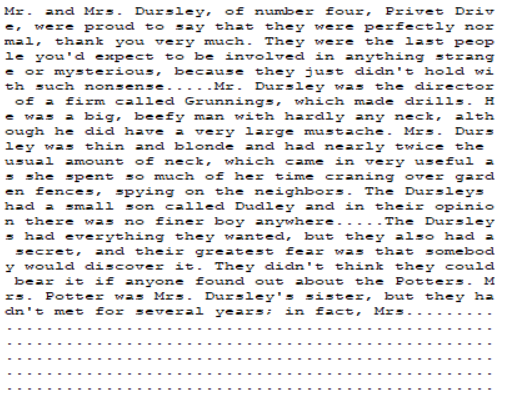 Mr. and Mrs. Dursley, of number four, Privet Driv
e, were proud to say that they were perfectly nor
mal, thank you very much. They were the last peop
le you'd expect to be involved in anything strang
e or mysterious, because they just didn't hold wi
th such nonsense.....Mr. Dursley was the director
 of a firm called Grunnings, which made drills. H
e was a big, beefy man with hardly any neck, alth
ough he did have a very large mustache. Mrs. Durs
ley was thin and blonde and had nearly twice the
usual amount of neck, which came in very useful a
s she spent so much of her time craning over gard
en fences, spying on the neighbors. The Dursleys
had a small son called Dudley and in their opinio
n there was no finer boy anywhere.....The Dursley
s had everything they wanted, but they also had a
 secret, and their greatest fear was that somebod
y would discover it. They didn't think they could
 bear it if anyone found out about the Potters. M
rs. Potter was Mrs. Dursley's sister, but they ha
dn't met for several years; in fact, Mrs.........
.................................................
.................................................
.................................................
.................................................
.................................................